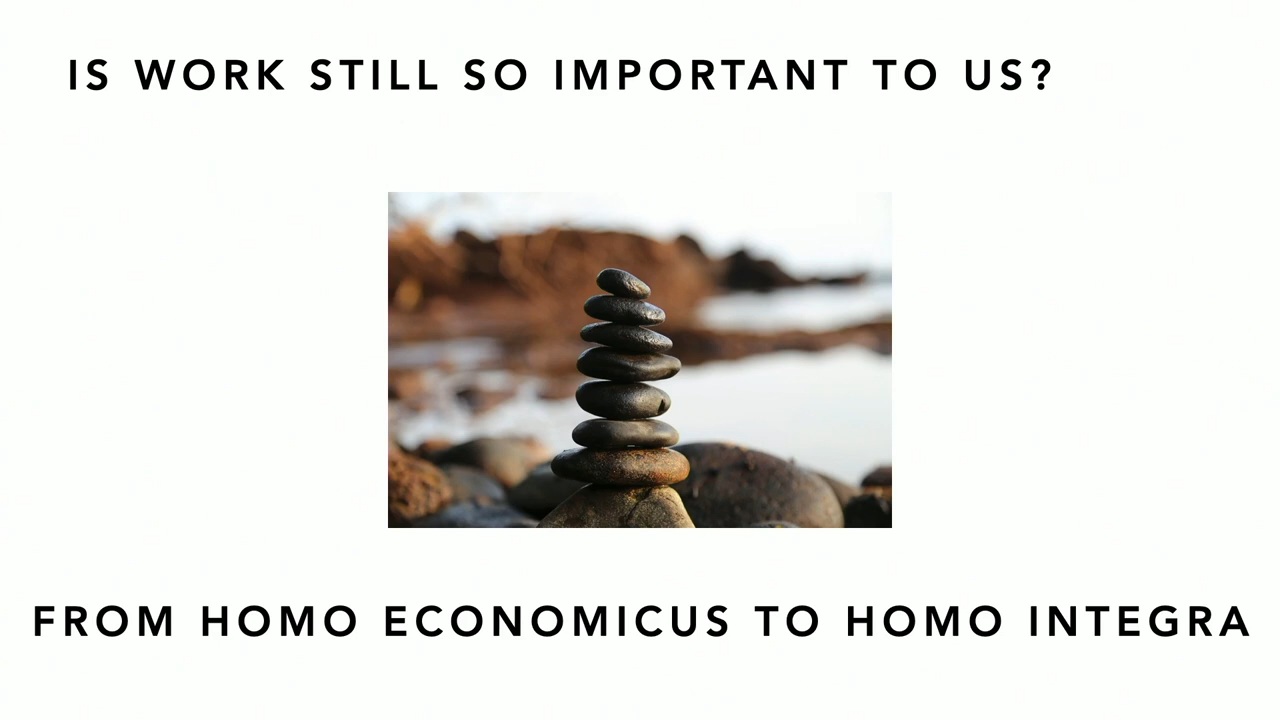 IS WORK STILL SO IMPORTANT TO US?
FROM HOMO ECONOMICUS TO HOMO INTEGRA